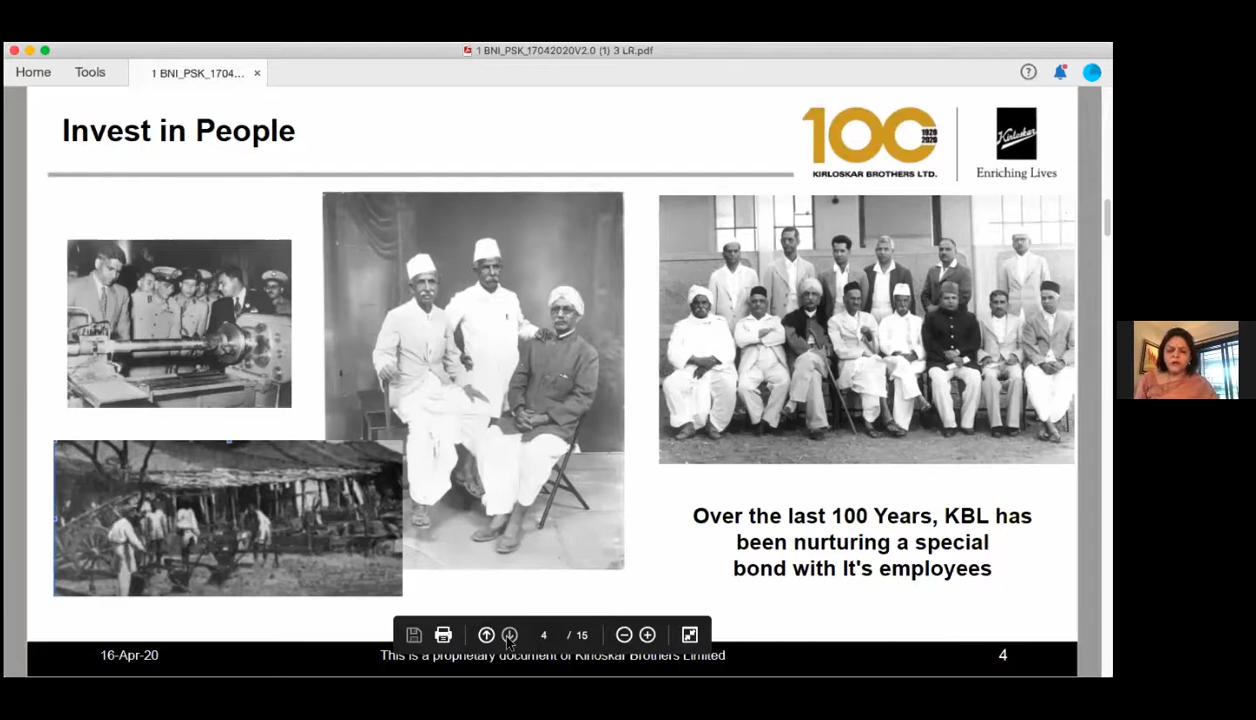 1 BNI_PSK_17042020V2.0 (1) 3 LR.pdf
Home Tools 1 BNI_PSK_1704... ×
Invest in People
100
1920
2020
KIRLOSKAR BROTHERS LTD.
Kirloskar
Enriching Lives
Over the last 100 Years, KBL has
been nurturing a special
bond with It's employees
4 / 15
16-Apr-20 This is a proprietary document of Kirloskar Brothers Limited 4